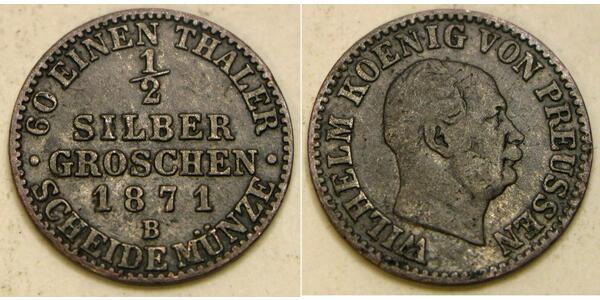 60 EINEN THALER
1/2
SILBER
· GROSCHEN ·
1871
B
SCHEIDE MÜNZE
WILHELM KOENIG VON PREUSSEN